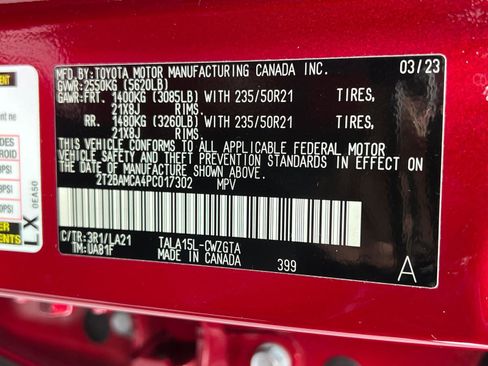 MFD.BY:TOYOTA MOTOR MANUFACTURING CANADA INC. 03/23
GVWR:2550KG (5620LB)
GAWR:FRT. 1400KG (3085LB) WITH 235/50R21 TIRES,
21X8J RIMS,
RR. 1480KG (3260LB) WITH 235/50R21 TIRES,
21X8J RIMS.
THIS VEHICLE CONFORMS TO ALL APPLICABLE FEDERAL MOTOR
VEHICLE SAFETY AND THEFT PREVENTION STANDARDS IN EFFECT ON
THE DATE OF MANUFACTURE SHOWN ABOVE.
2T2BAMCA4PC017302 MPV
C/TR:3R1/LA21 TALA15L-CWZGTA
TM:UAB1F MADE IN CANADA 399 A
LX 0EA50